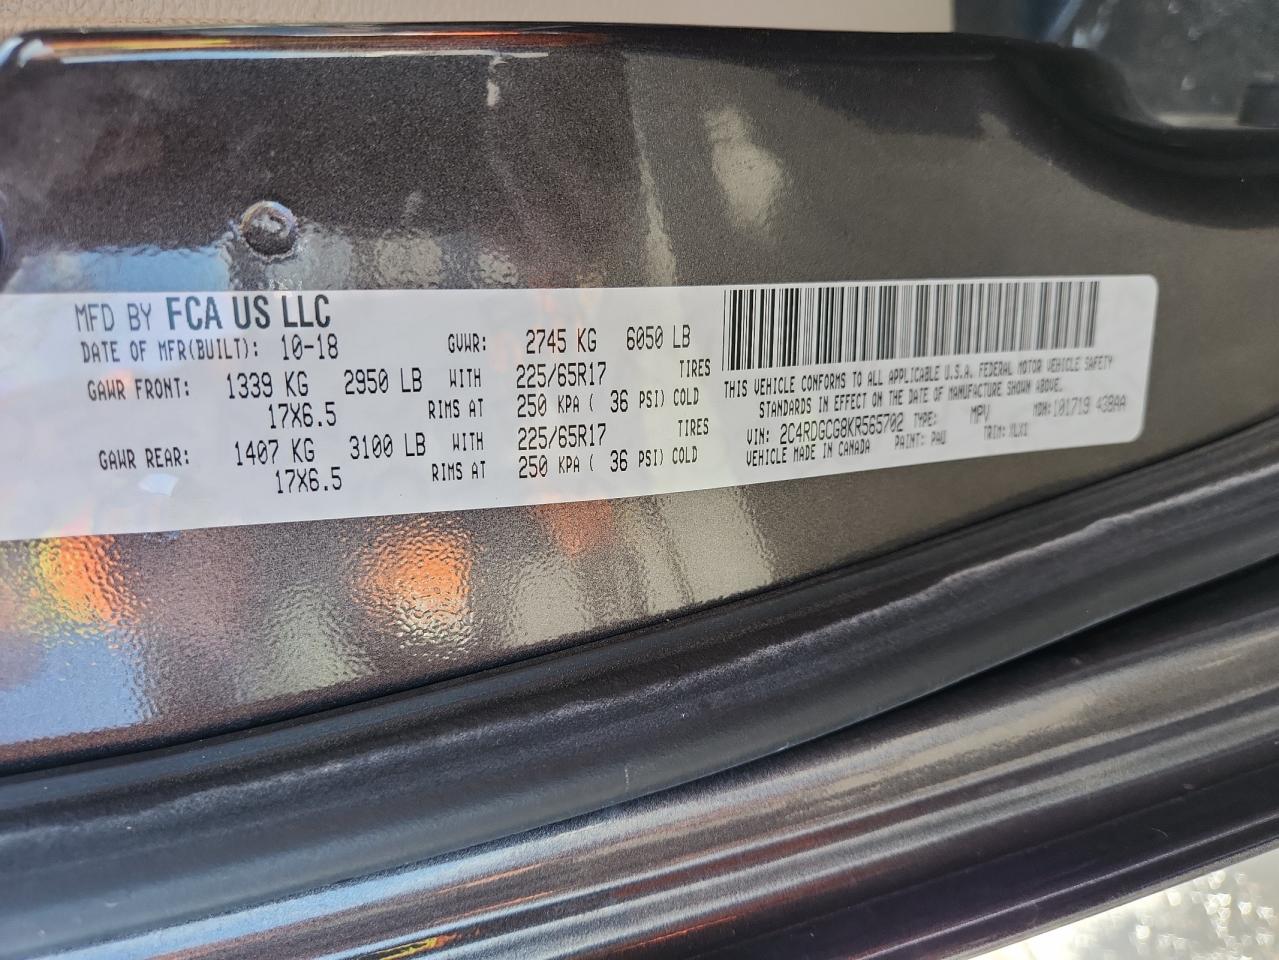 MFD BY FCA US LLC
DATE OF MFR(BUILT): 10-18 GVWR: 2745 KG 6050 LB
GAWR FRONT: 1339 KG 2950 LB WITH 225/65R17 TIRES
17X6.5 RIMS AT 250 KPA ( 36 PSI) COLD
GAWR REAR: 1407 KG 3100 LB WITH 225/65R17 TIRES
17X6.5 RIMS AT 250 KPA ( 36 PSI) COLD
THIS VEHICLE CONFORMS TO ALL APPLICABLE U.S.A. FEDERAL MOTOR VEHICLE SAFETY
STANDARDS IN EFFECT ON THE DATE OF MANUFACTURE SHOWN ABOVE.
VIN: 2C4RDGCG8KR565702 TYPE: MPV MDH: 101719 439AA
VEHICLE MADE IN CANADA PAINT: PAU TRIM: